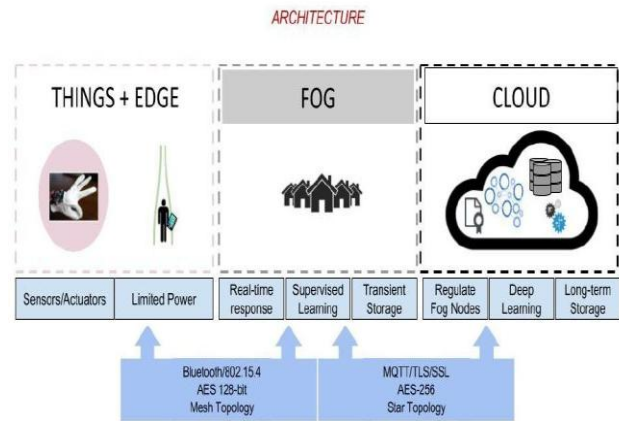 ARCHITECTURE
THINGS + EDGE
FOG
CLOUD
Sensors/Actuators
Limited Power
Real-time
response
Supervised
Learning
Transient
Storage
Regulate
Fog Nodes
Deep
Learning
Long-term
Storage
Bluetooth/802.15.4
AES 128-bit
Mesh Topology
MQTT/TLS/SSL
AES-256
Star Topology